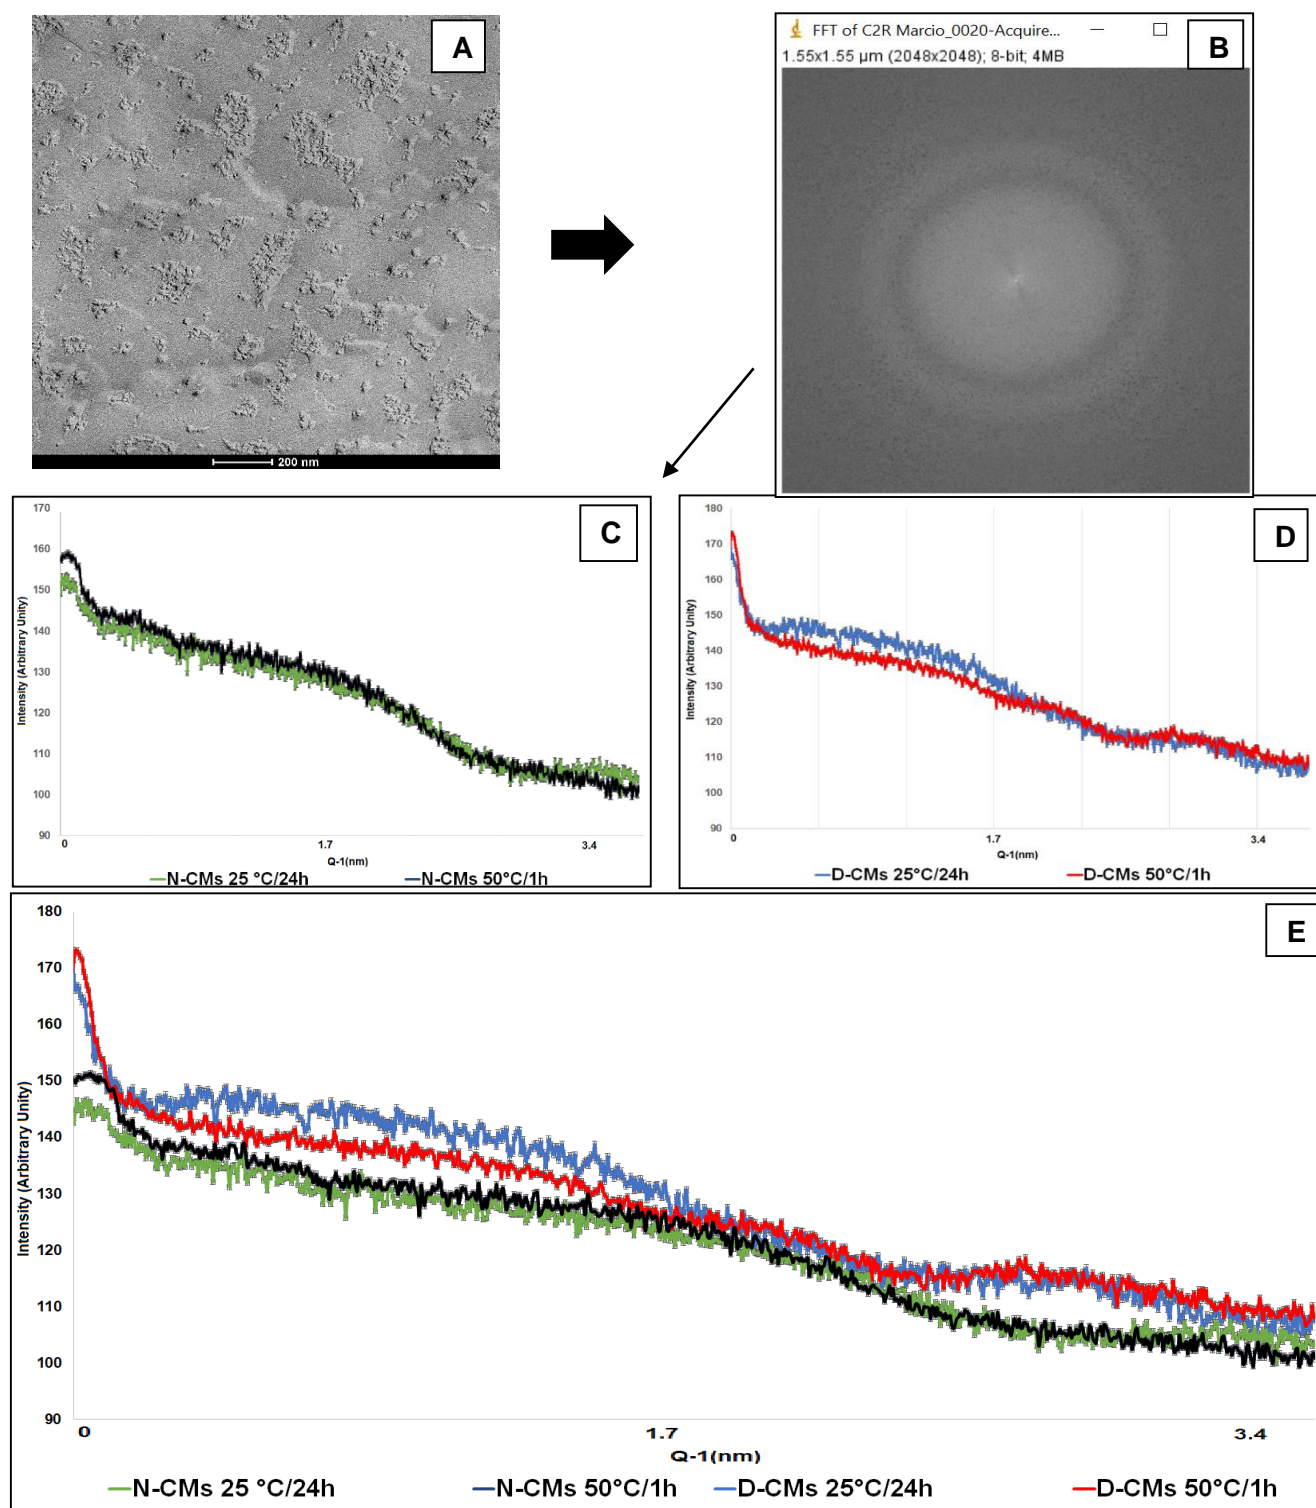 A
200 nm
FFT of C2R Marcio_0020-Acquire...
1.55x1.55 µm (2048x2048); 8-bit; 4MB
B
C
170
160
150
140
130
120
110
100
90
Intensity (Arbitrary Unity)
0 1.7 3.4
Q-1(nm)
N-CMs 25 °C/24h N-CMs 50°C/1h
D
180
170
160
150
140
130
120
110
100
90
Intensity (Arbitrary Unity)
0 1.7 3.4
Q-1(nm)
D-CMs 25°C/24h D-CMs 50°C/1h
E
180
170
160
150
140
130
120
110
100
90
Intensity (Arbitrary Unity)
0 1.7 3.4
Q-1(nm)
N-CMs 25 °C/24h N-CMs 50°C/1h D-CMs 25°C/24h D-CMs 50°C/1h